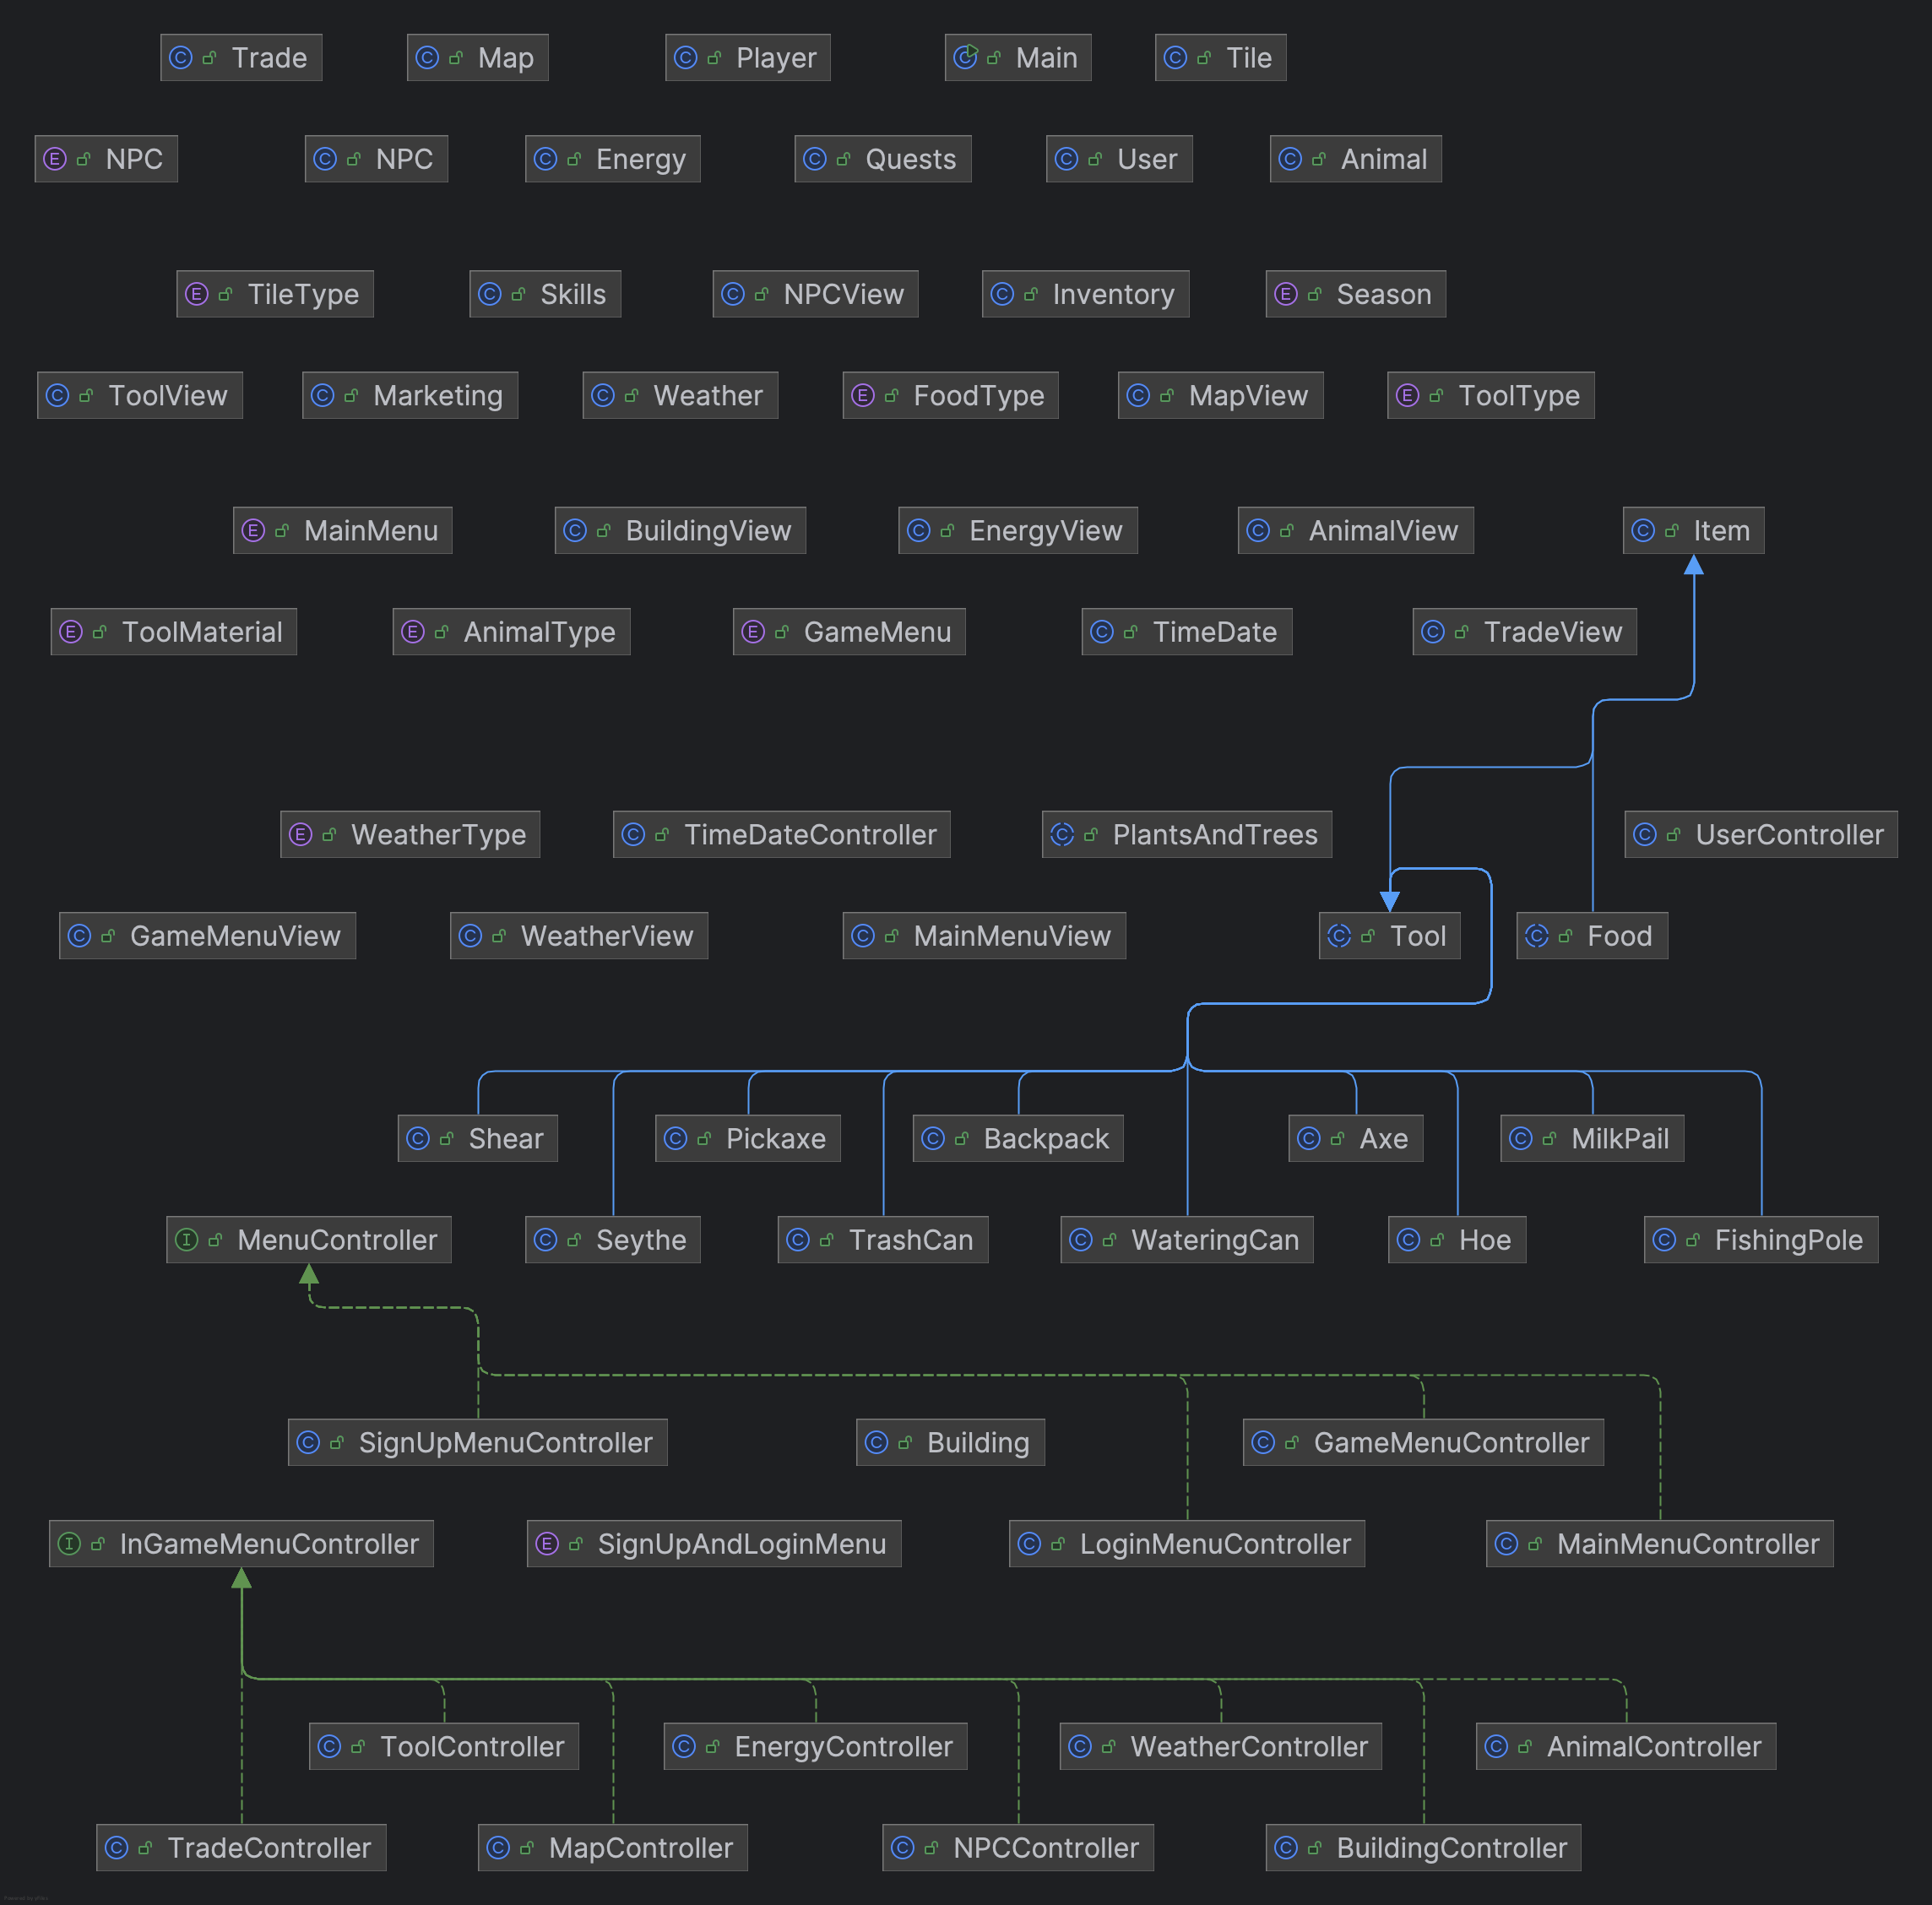 Trade Map Player Main Tile
NPC NPC Energy Quests User Animal
TileType Skills NPCView Inventory Season
ToolView Marketing Weather FoodType MapView ToolType
MainMenu BuildingView EnergyView AnimalView Item
ToolMaterial AnimalType GameMenu TimeDate TradeView
WeatherType TimeDateController PlantsAndTrees UserController
GameMenuView WeatherView MainMenuView Tool Food
Shear Pickaxe Backpack Axe MilkPail
MenuController Seythe TrashCan WateringCan Hoe FishingPole
SignUpMenuController Building GameMenuController
InGameMenuController SignUpAndLoginMenu LoginMenuController MainMenuController
ToolController EnergyController WeatherController AnimalController
TradeController MapController NPCController BuildingController
Powered by yFiles